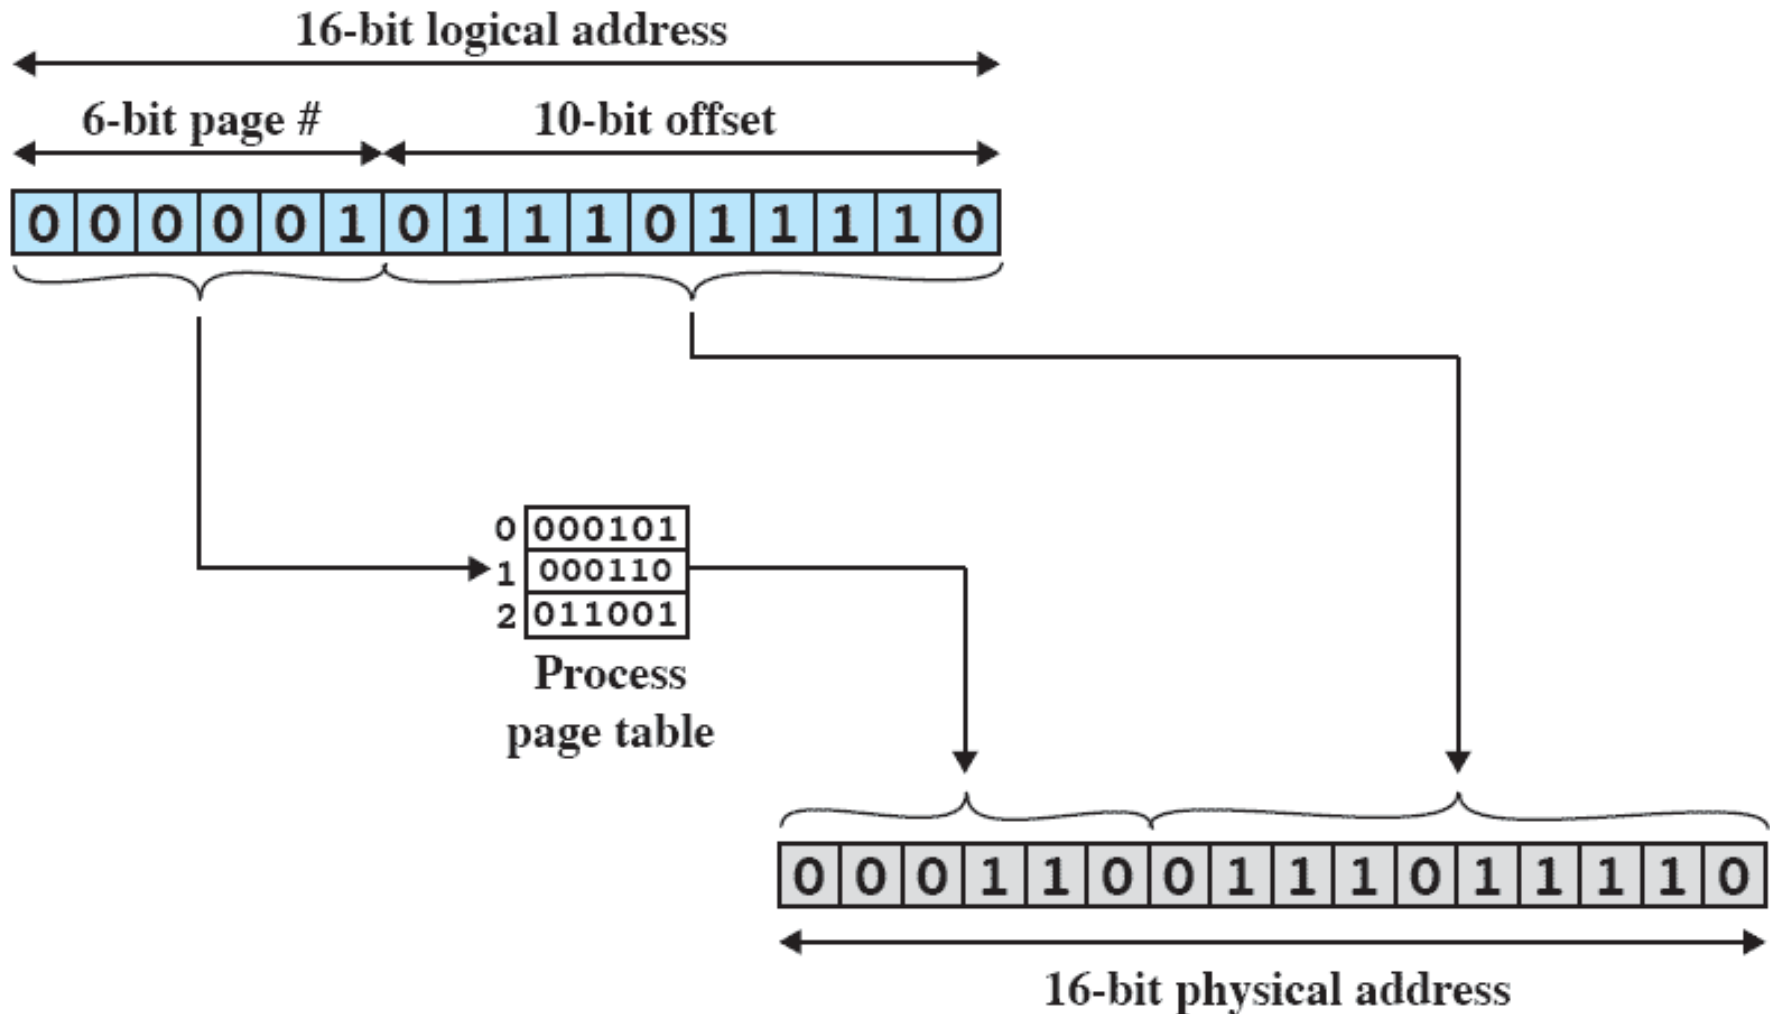 16-bit logical address
6-bit page # 10-bit offset
0 0 0 0 0 1 0 1 1 1 0 1 1 1 1 0
0 000101
1 000110
2 011001
Process
page table
0 0 0 1 1 0 0 1 1 1 0 1 1 1 1 0
16-bit physical address